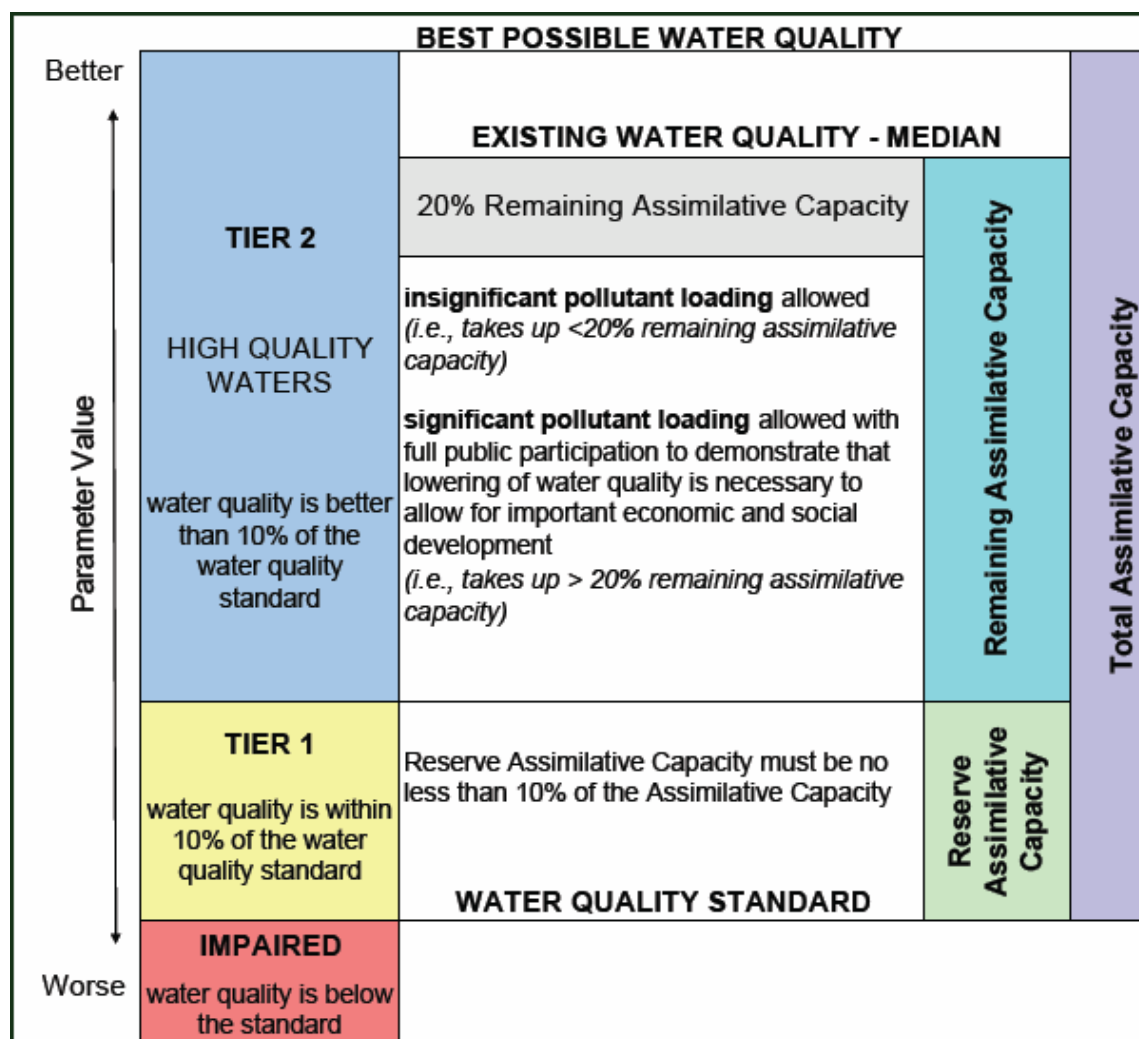 BEST POSSIBLE WATER QUALITY
Better
EXISTING WATER QUALITY - MEDIAN
20% Remaining Assimilative Capacity
TIER 2
HIGH QUALITY
WATERS
water quality is better
than 10% of the
water quality
standard
insignificant pollutant loading allowed
(i.e., takes up <20% remaining assimilative
capacity)
significant pollutant loading allowed with
full public participation to demonstrate that
lowering of water quality is necessary to
allow for important economic and social
development
(i.e., takes up > 20% remaining assimilative
capacity)
Remaining Assimilative Capacity
Total Assimilative Capacity
Parameter Value
TIER 1
water quality is within
10% of the water
quality standard
Reserve Assimilative Capacity must be no
less than 10% of the Assimilative Capacity
Reserve
Assimilative
Capacity
WATER QUALITY STANDARD
IMPAIRED
water quality is below
the standard
Worse